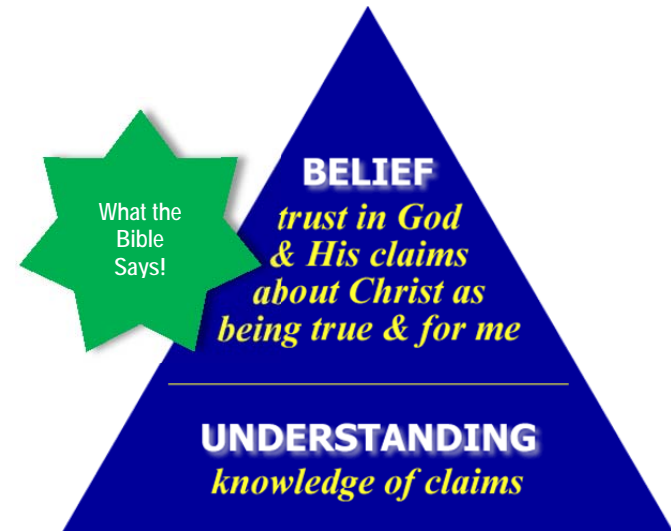 What the
Bible
Says!
BELIEF
trust in God
& His claims
about Christ as
being true & for me
UNDERSTANDING
knowledge of claims